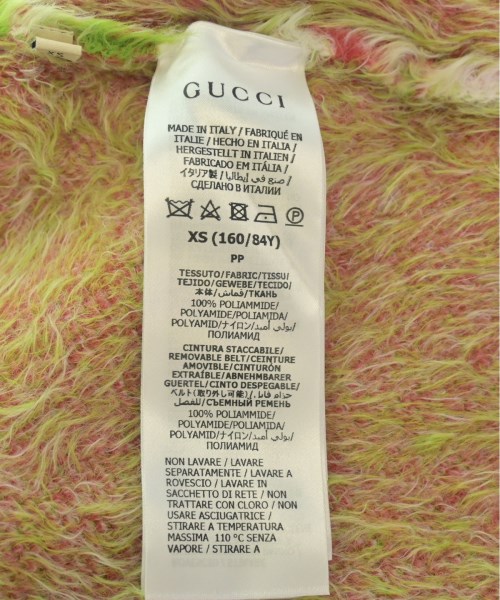 GUCCI
MADE IN ITALY / FABRIQUÉ EN
ITALIE / HECHO EN ITALIA /
HERGESTELLT IN ITALIEN /
FABRICADO EM ITÁLIA /
イタリア製 / صنع في إيطاليا /
СДЕЛАНО В ИТАЛИИ
XS (160/84Y)
PP
TESSUTO/FABRIC/TISSU/
TEJIDO/GEWEBE/TECIDO/
本体/قماش/ТКАНЬ
100% POLIAMMIDE/
POLYAMIDE/POLIAMIDA/
POLYAMID/ナイロン/بولي أميد/
ПОЛИАМИД
CINTURA STACCABILE/
REMOVABLE BELT/CEINTURE
AMOVIBLE/CINTURÓN
EXTRAÍBLE/ABNEHMBARER
GUERTEL/CINTO DESPEGABLE/
ベルト(取り外し可能)/حزام قابل
للفصل/СЪЕМНЫЙ РЕМЕНЬ
100% POLIAMMIDE/
POLYAMIDE/POLIAMIDA/
POLYAMID/ナイロン/بولي أميد/
ПОЛИАМИД
NON LAVARE / LAVARE
SEPARATAMENTE / LAVARE A
ROVESCIO / LAVARE IN
SACCHETTO DI RETE / NON
TRATTARE CON CLORO / NON
USARE ASCIUGATRICE /
STIRARE A TEMPERATURA
MASSIMA 110 °C SENZA
VAPORE / STIRARE A